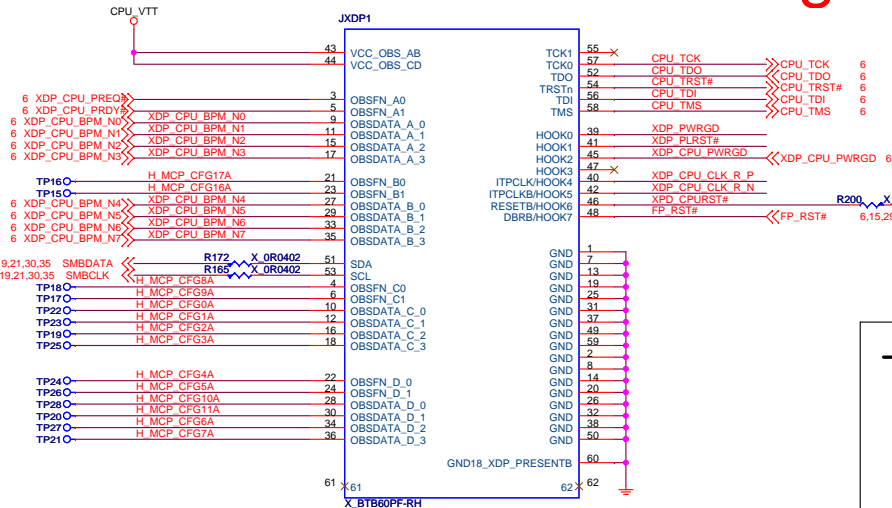 CPU_VTT
JXDP1
43 VCC_OBS_AB
44 VCC_OBS_CD
6 XDP_CPU_PREQ# 3 OBSFN_A0
6 XDP_CPU_PRDY# 5 OBSFN_A1
6 XDP_CPU_BPM_N0 XDP_CPU_BPM_N0 9 OBSDATA_A_0
6 XDP_CPU_BPM_N1 XDP_CPU_BPM_N1 11 OBSDATA_A_1
6 XDP_CPU_BPM_N2 XDP_CPU_BPM_N2 15 OBSDATA_A_2
6 XDP_CPU_BPM_N3 XDP_CPU_BPM_N3 17 OBSDATA_A_3
TP16 H_MCP_CFG17A 21 OBSFN_B0
TP15 H_MCP_CFG16A 23 OBSFN_B1
6 XDP_CPU_BPM_N4 XDP_CPU_BPM_N4 27 OBSDATA_B_0
6 XDP_CPU_BPM_N5 XDP_CPU_BPM_N5 29 OBSDATA_B_1
6 XDP_CPU_BPM_N6 XDP_CPU_BPM_N6 33 OBSDATA_B_2
6 XDP_CPU_BPM_N7 XDP_CPU_BPM_N7 35 OBSDATA_B_3
9,21,30,35 SMBDATA R172 X_0R0402 51 SDA
19,21,30,35 SMBCLK R165 X_0R0402 53 SCL
TP18 H_MCP_CFG8A 4 OBSFN_C0
TP17 H_MCP_CFG9A 6 OBSFN_C1
TP22 H_MCP_CFG0A 10 OBSDATA_C_0
TP23 H_MCP_CFG1A 12 OBSDATA_C_1
TP19 H_MCP_CFG2A 16 OBSDATA_C_2
TP25 H_MCP_CFG3A 18 OBSDATA_C_3
TP24 H_MCP_CFG4A 22 OBSFN_D_0
TP26 H_MCP_CFG5A 24 OBSFN_D_1
TP28 H_MCP_CFG10A 28 OBSDATA_D_0
TP20 H_MCP_CFG11A 30 OBSDATA_D_1
TP27 H_MCP_CFG6A 34 OBSDATA_D_2
TP21 H_MCP_CFG7A 36 OBSDATA_D_3
61 61
TCK1 55
TCK0 57 CPU_TCK CPU_TCK 6
TDO 52 CPU_TDO CPU_TDO 6
TRSTn 54 CPU_TRST# CPU_TRST# 6
TDI 56 CPU_TDI CPU_TDI 6
TMS 58 CPU_TMS CPU_TMS 6
HOOK0 39 XDP_PWRGD
HOOK1 41 XDP_PLRST#
HOOK2 45 XDP_CPU_PWRGD XDP_CPU_PWRGD 6
HOOK3 47
ITPCLK/HOOK4 40 XDP_CPU_CLK_R_P
ITPCLKB/HOOK5 42 XDP_CPU_CLK_R_N
RESETB/HOOK6 46 XPD_CPURST# R200 X_
DBRB/HOOK7 48 FP_RST# FP_RST# 6,15,29
GND 1
GND 7
GND 13
GND 19
GND 25
GND 31
GND 37
GND 49
GND 59
GND 2
GND 8
GND 14
GND 20
GND 26
GND 32
GND 38
GND 50
GND18_XDP_PRESENTB 60
62 62
X_BTB60PF-RH